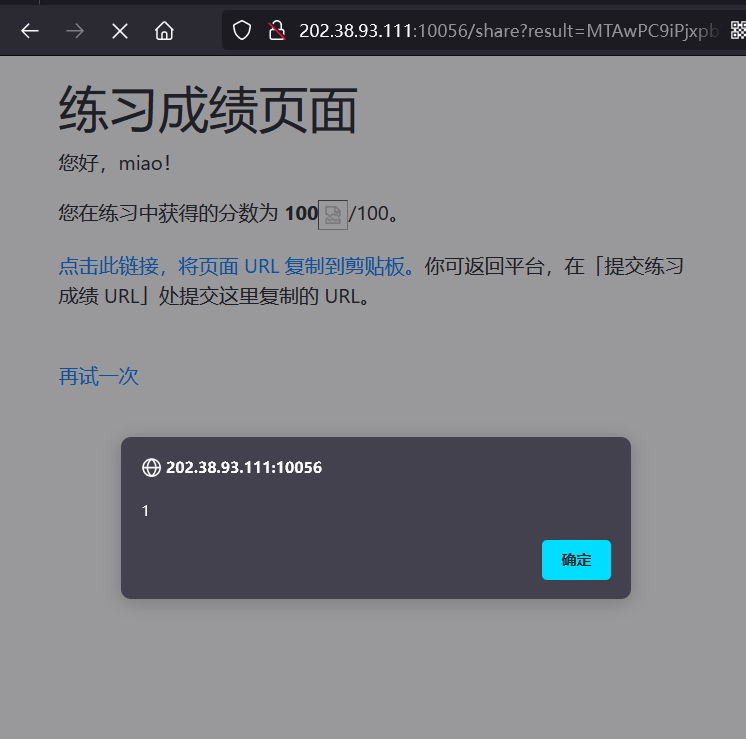 202.38.93.111:10056/share?result=MTAwPC9iPjxpb
练习成绩页面
您好，miao！
您在练习中获得的分数为 100/100。
点击此链接，将页面 URL 复制到剪贴板。你可返回平台，在「提交练习
成绩 URL」处提交这里复制的 URL。
再试一次
202.38.93.111:10056
1
确定